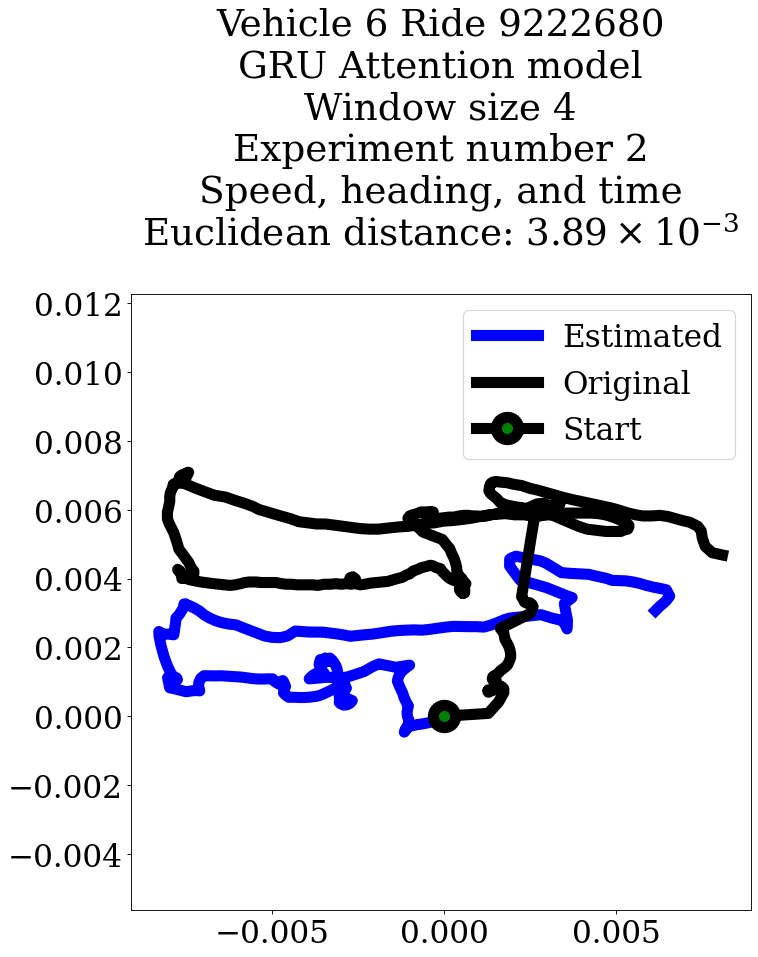 Vehicle 6 Ride 9222680
GRU Attention model
Window size 4
Experiment number 2
Speed, heading, and time
Euclidean distance: 3.89 × 10⁻³
0.012
0.010
0.008
0.006
0.004
0.002
0.000
−0.002
−0.004
Estimated
Original
Start
−0.005 0.000 0.005